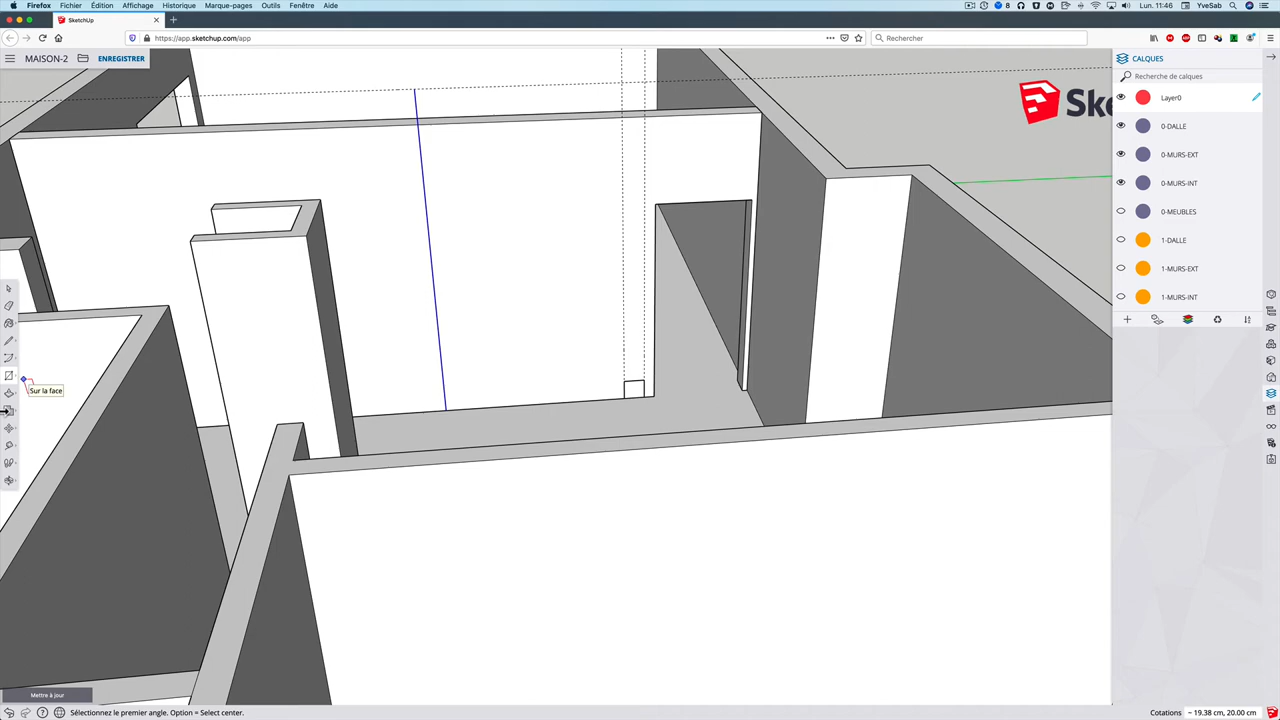 Firefox Fichier Édition Affichage Historique Marque-pages Outils Fenêtre Aide
8
Lun. 11:46 YveSab
SketchUp
https://app.sketchup.com/app
Rechercher
MAISON-2 ENREGISTRER
CALQUES
Recherche de calques
Layer0
0-DALLE
0-MURS-EXT
0-MURS-INT
0-MEUBLES
1-DALLE
1-MURS-EXT
1-MURS-INT
Ske
Sur la face
Mettre à jour
Sélectionnez le premier angle. Option = Select center.
Cotations ~ 19.38 cm, 20.00 cm